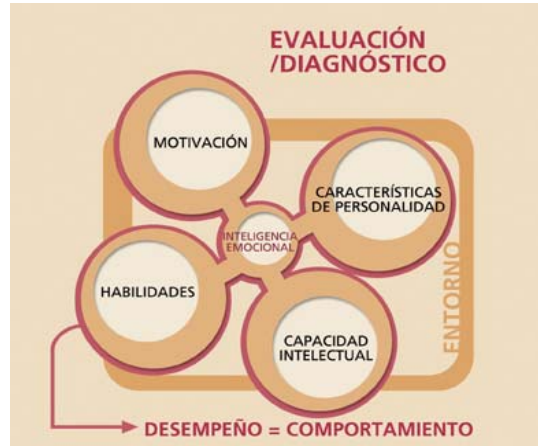 EVALUACIÓN
/DIAGNÓSTICO
MOTIVACIÓN
CARACTERÍSTICAS
DE PERSONALIDAD
INTELIGENCIA
EMOCIONAL
HABILIDADES
CAPACIDAD
INTELECTUAL
ENTORNO
DESEMPEÑO = COMPORTAMIENTO